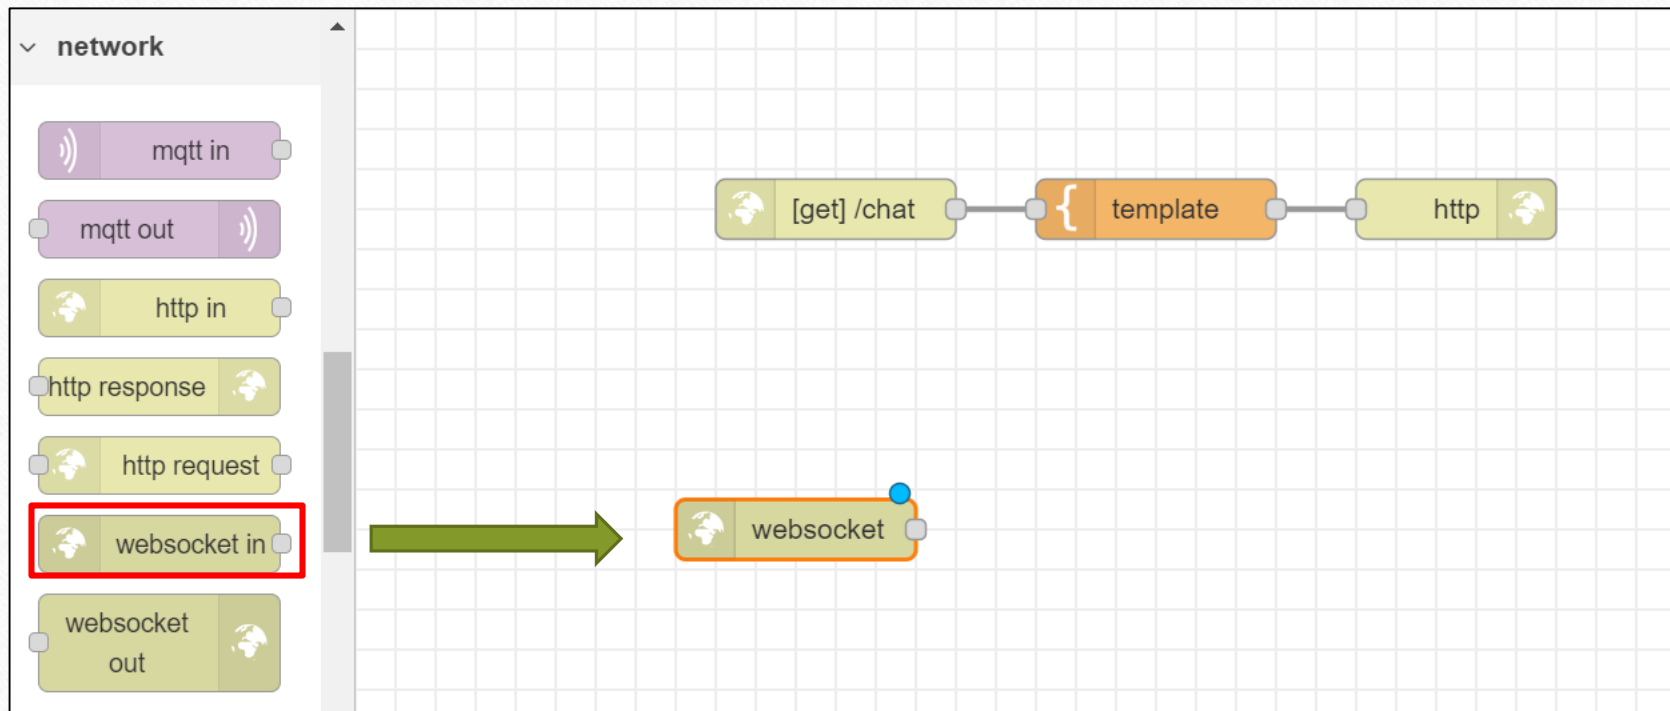 network
mqtt in
mqtt out
http in
http response
http request
websocket in
websocket
out
[get] /chat
template
http
websocket